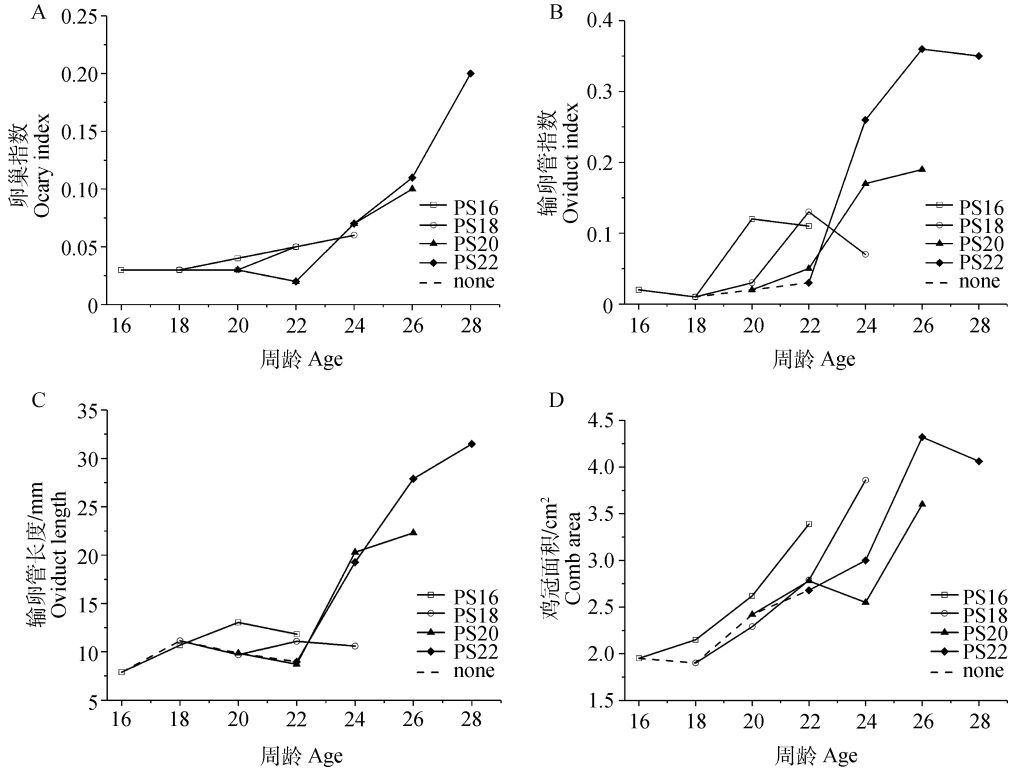 A
0.25
0.20
0.15
0.10
0.05
0
卵巢指数
Ocary index
PS16
PS18
PS20
PS22
none
16 18 20 22 24 26 28
周龄 Age
B
0.4
0.3
0.2
0.1
0
输卵管指数
Oviduct index
PS16
PS18
PS20
PS22
none
16 18 20 22 24 26 28
周龄 Age
C
35
30
25
20
15
10
5
输卵管长度/mm
Oviduct length
PS16
PS18
PS20
PS22
none
16 18 20 22 24 26 28
周龄 Age
D
4.5
4.0
3.5
3.0
2.5
2.0
1.5
鸡冠面积/cm²
Comb area
PS16
PS18
PS20
PS22
none
16 18 20 22 24 26 28
周龄 Age